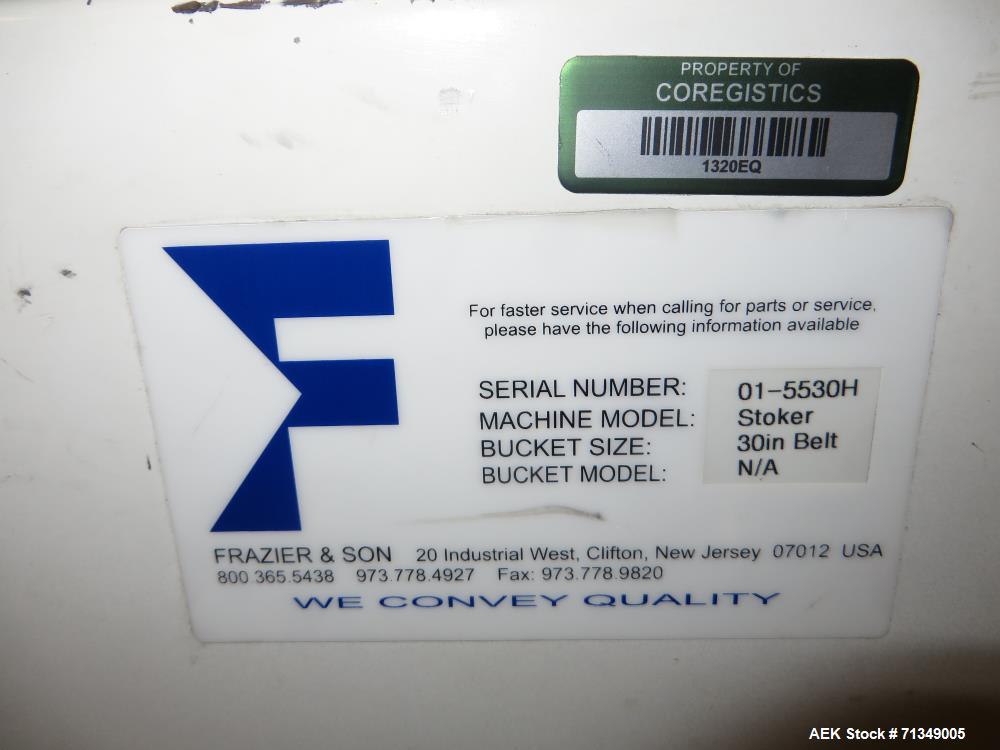 PROPERTY OF
COREGISTICS
1320EQ
For faster service when calling for parts or service,
please have the following information available
SERIAL NUMBER: 01-5530H
MACHINE MODEL: Stoker
BUCKET SIZE: 30in Belt
BUCKET MODEL: N/A
FRAZIER & SON 20 Industrial West, Clifton, New Jersey 07012 USA
800.365.5438 973.778.4927 Fax: 973.778.9820
WE CONVEY QUALITY
AEK Stock # 71349005